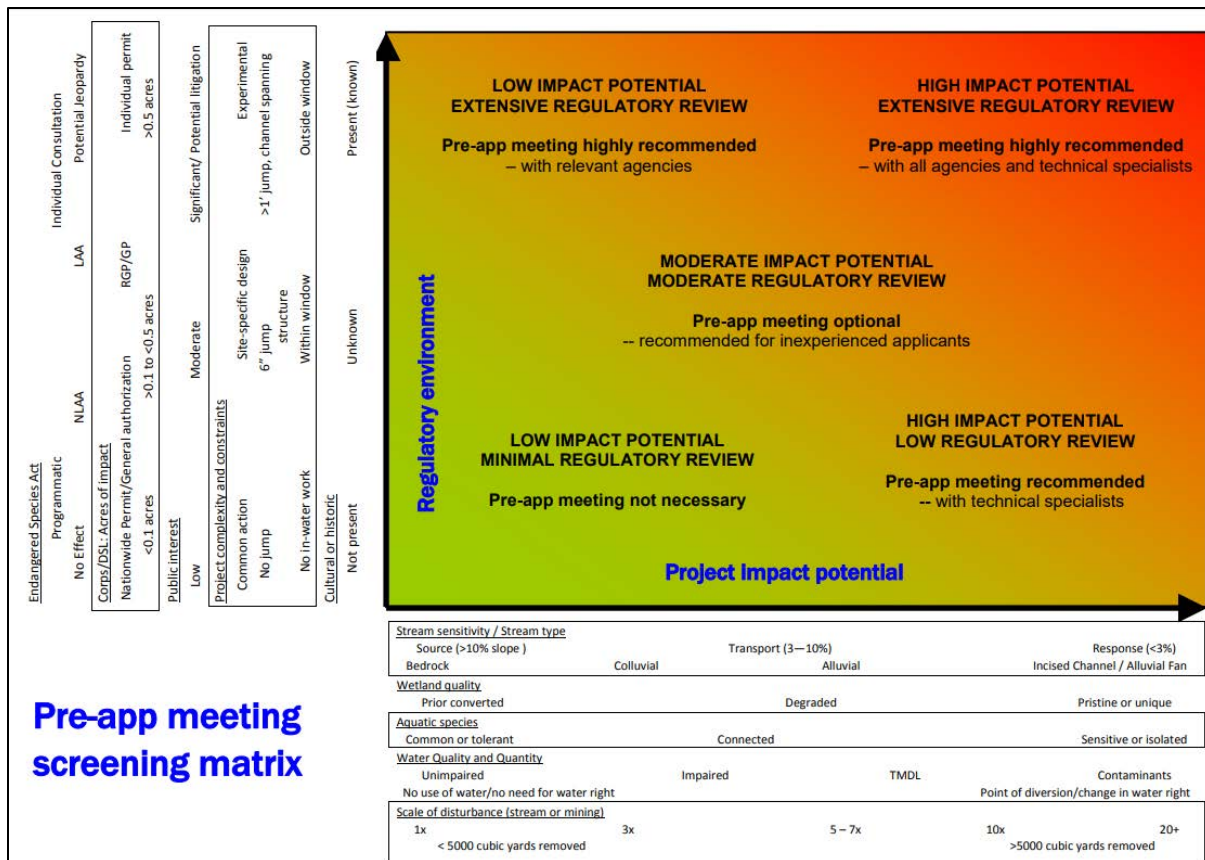 Endangered Species Act
Programmatic Individual Consultation
No Effect NLAA LAA Potential Jeopardy
Corps/DSL: Acres of impact
Nationwide Permit/General authorization RGP/GP Individual permit
<0.1 acres >0.1 to <0.5 acres >0.5 acres
Public interest
Low Moderate Significant/ Potential litigation
Project complexity and constraints
Common action Site-specific design Experimental
No jump 6” jump >1’ jump, channel spanning
structure
No in-water work Within window Outside window
Cultural or historic
Not present Unknown Present (known)
LOW IMPACT POTENTIAL
EXTENSIVE REGULATORY REVIEW
Pre-app meeting highly recommended
– with relevant agencies
HIGH IMPACT POTENTIAL
EXTENSIVE REGULATORY REVIEW
Pre-app meeting highly recommended
– with all agencies and technical specialists
MODERATE IMPACT POTENTIAL
MODERATE REGULATORY REVIEW
Pre-app meeting optional
-- recommended for inexperienced applicants
LOW IMPACT POTENTIAL
MINIMAL REGULATORY REVIEW
Pre-app meeting not necessary
HIGH IMPACT POTENTIAL
LOW REGULATORY REVIEW
Pre-app meeting recommended
-- with technical specialists
Regulatory environment
Project Impact potential
Stream sensitivity / Stream type
Source (>10% slope ) Transport (3—10%) Response (<3%)
Bedrock Colluvial Alluvial Incised Channel / Alluvial Fan
Wetland quality
Prior converted Degraded Pristine or unique
Aquatic species
Common or tolerant Connected Sensitive or isolated
Water Quality and Quantity
Unimpaired Impaired TMDL Contaminants
No use of water/no need for water right Point of diversion/change in water right
Scale of disturbance (stream or mining)
1x 3x 5 – 7x 10x 20+
< 5000 cubic yards removed >5000 cubic yards removed
Pre-app meeting
screening matrix